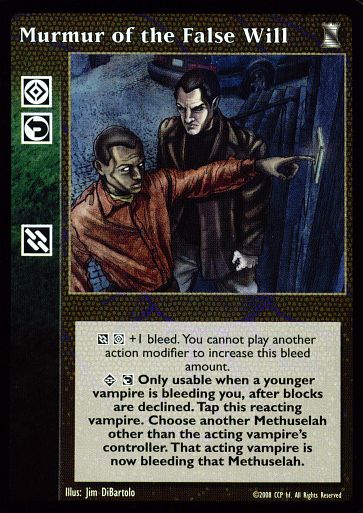 Murmur of the False Will
+1 bleed. You cannot play another
action modifier to increase this bleed
amount.
Only usable when a younger
vampire is bleeding you, after blocks
are declared. Tap this reacting
vampire. Choose another Methuselah
other than the acting vampire's
controller. That acting vampire is
now bleeding that Methuselah.
Illus: Jim DiBartolo ©2008 CCP hf. All Rights Reserved